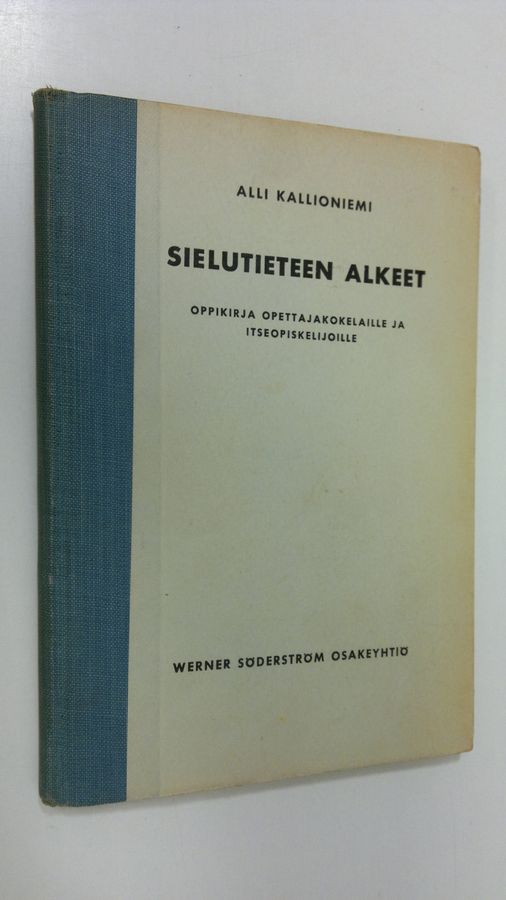 ALLI KALLIONIEMI
SIELUTIETEEN ALKEET
OPPIKIRJA OPETTAJAKOKELAILLE JA
ITSEOPISKELIJOILLE
WERNER SÖDERSTRÖM OSAKEYHTIÖ